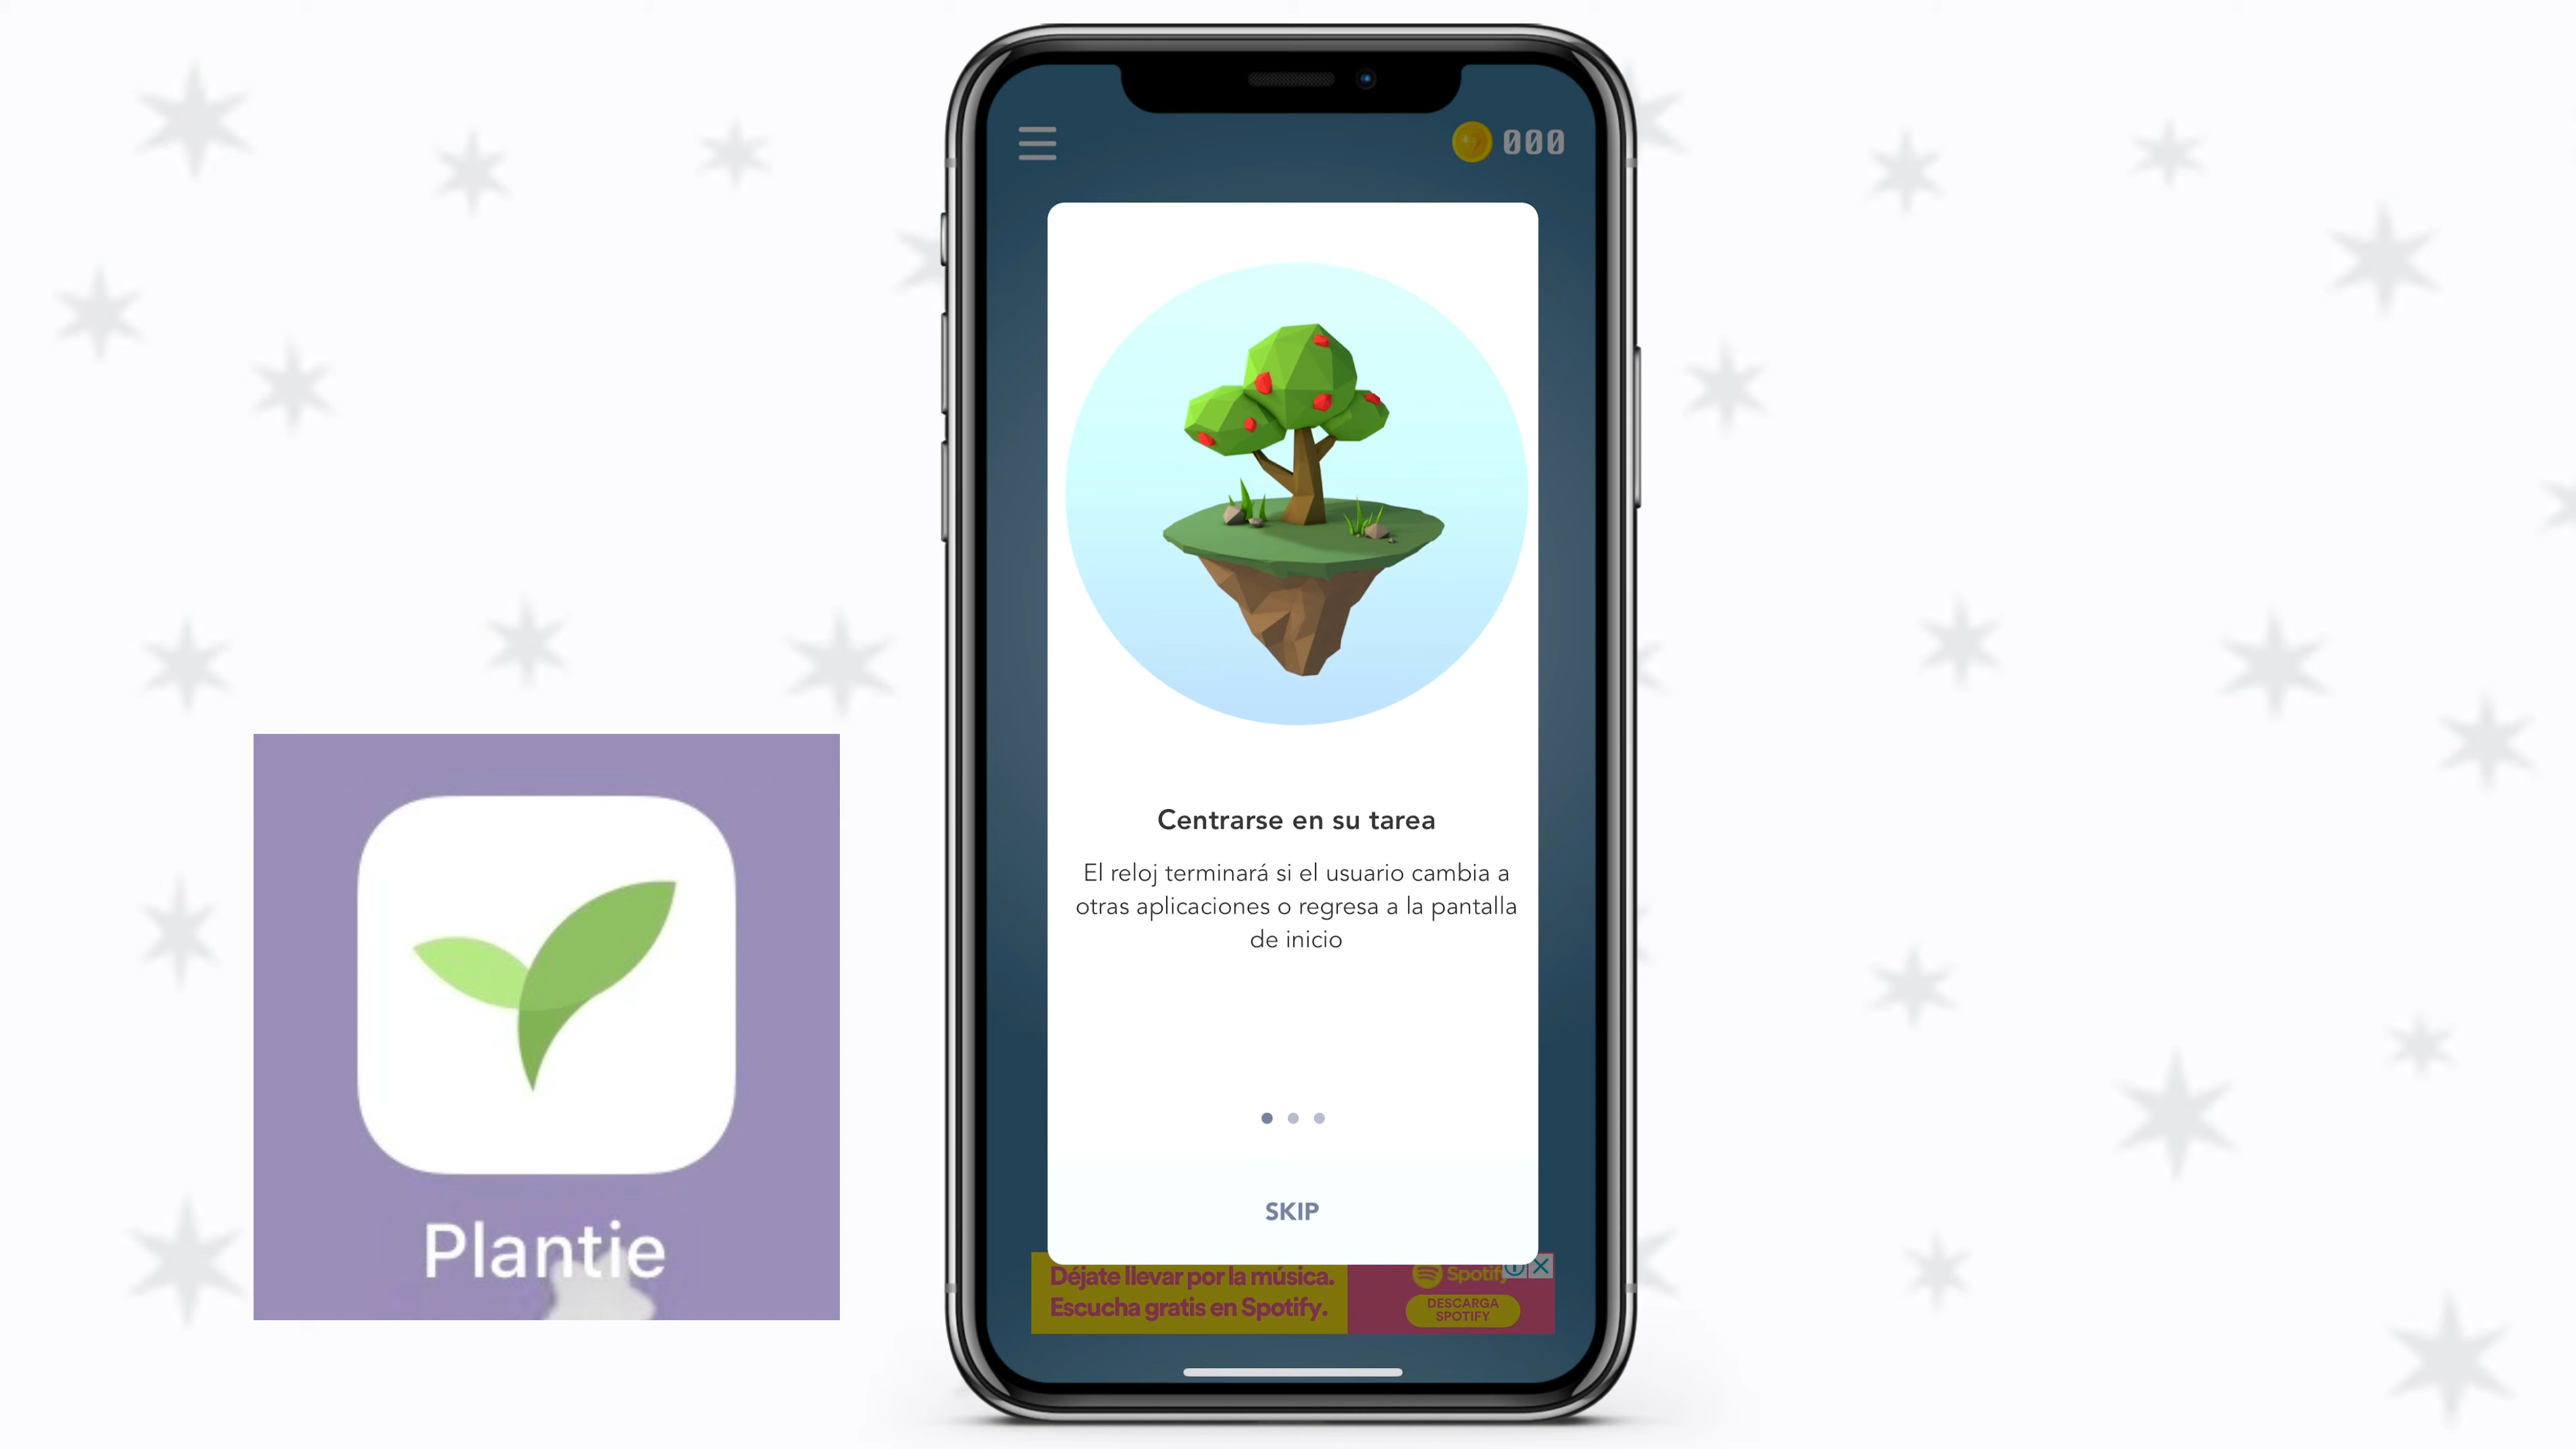 000
Centrarse en su tarea
El reloj terminará si el usuario cambia a
otras aplicaciones o regresa a la pantalla
de inicio
SKIP
Déjate llevar por la música.
Escucha gratis en Spotify.
Spotify
DESCARGA
SPOTIFY
Plantie